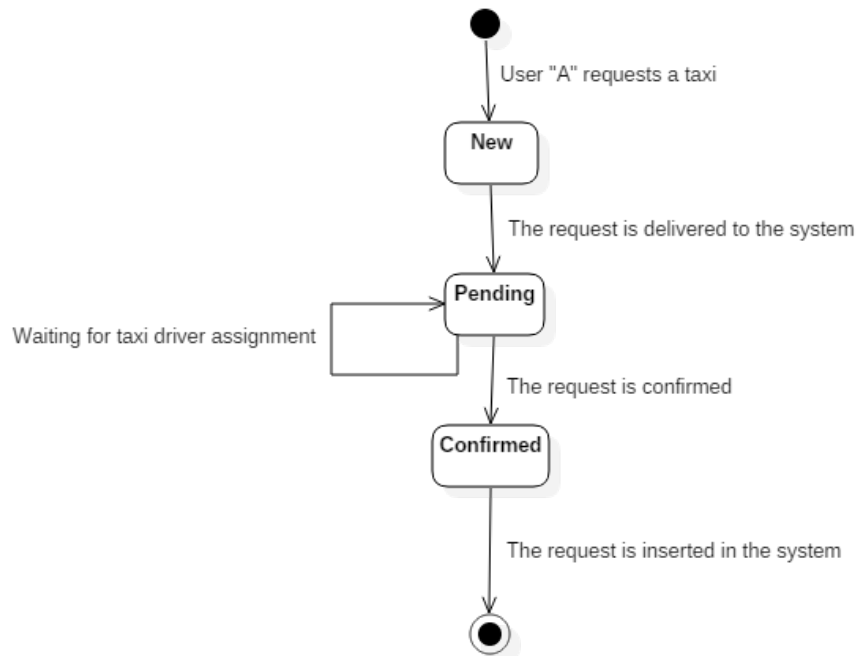 User "A" requests a taxi
New
The request is delivered to the system
Pending
Waiting for taxi driver assignment
The request is confirmed
Confirmed
The request is inserted in the system